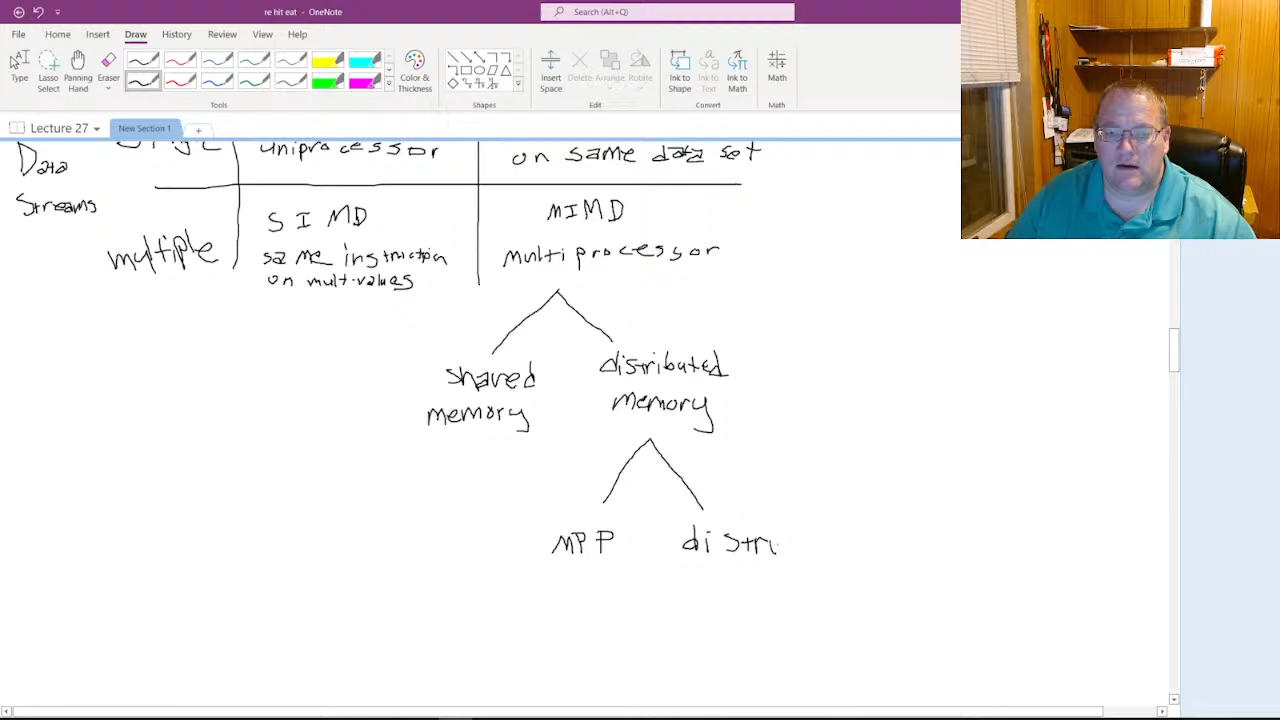 re hit eat - OneNote
Search (Alt+Q)
File Home Insert Draw History Review View Help
Type
Lasso Select
Panning Hand
Eraser
Color & Thickness
Insert Space
Delete
Arrange
Rotate
Ink to Shape
Ink to Text
Ink to Math
Math
Tools
Shapes
Edit
Convert
Math
Lecture 27
New Section 1
uniprocessor
on same data set
Data
Streams
SIMD
MIMD
multiple
same instruction
multiprocessor
on mult. values
shared
distributed
memory
memory
MPP
distri